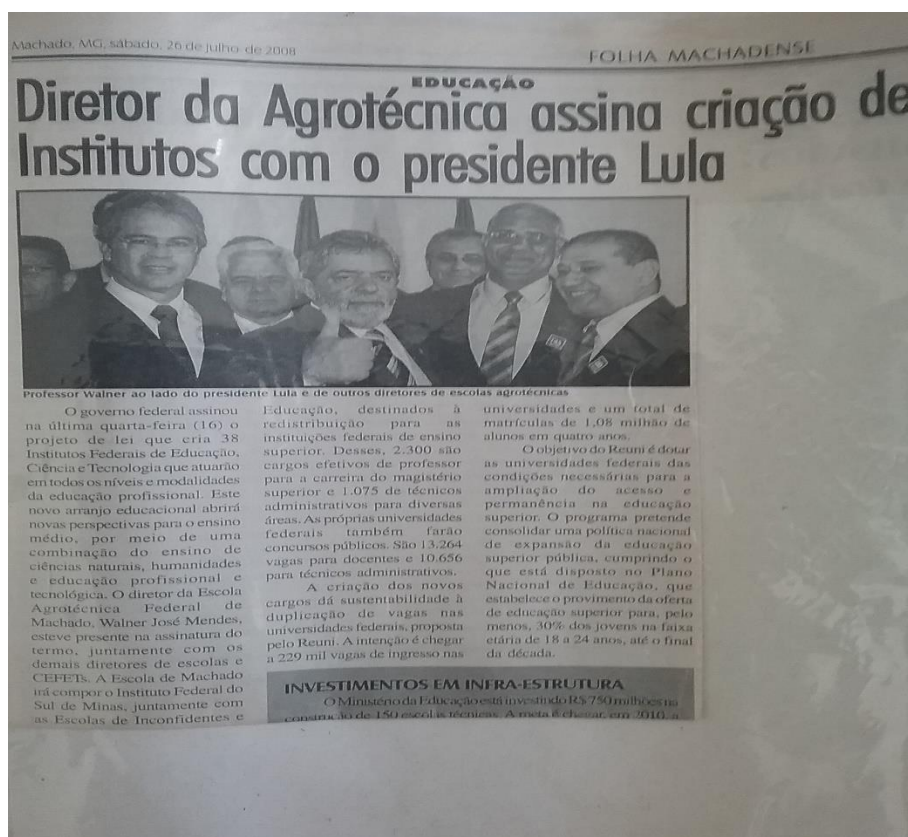 Machado, MG, sábado, 26 de julho de 2008
FOLHA MACHADENSE
EDUCAÇÃO
Diretor da Agrotécnica assina criação de
Institutos com o presidente Lula
Professor Walner ao lado do presidente Lula e de outros diretores de escolas agrotécnicas
O governo federal assinou
na última quarta-feira (16) o
projeto de lei que cria 38
Institutos Federais de Educação,
Ciência e Tecnologia que atuarão
em todos os níveis e modalidades
da educação profissional. Este
novo arranjo educacional abrirá
novas perspectivas para o ensino
médio, por meio de uma
combinação do ensino de
ciências naturais, humanidades
e educação profissional e
tecnológica. O diretor da Escola
Agrotécnica Federal de
Machado, Walner José Mendes,
esteve presente na assinatura do
termo, juntamente com os
demais diretores de escolas e
CEFETs. A Escola de Machado
irá compor o Instituto Federal do
Sul de Minas, juntamente com
as Escolas de Inconfidentes e
Educação, destinados à
redistribuição para as
instituições federais de ensino
superior. Desses, 2.300 são
cargos efetivos de professor
para a carreira do magistério
superior e 1.075 de técnicos
administrativos para diversas
áreas. As próprias universidades
federais também farão
concursos públicos. São 13.264
vagas para docentes e 10.656
para técnicos administrativos.
A criação dos novos
cargos dá sustentabilidade à
duplicação de vagas nas
universidades federais, proposta
pelo Reuni. A intenção é chegar
a 229 mil vagas de ingresso nas
universidades e um total de
matrículas de 1,08 milhão de
alunos em quatro anos.
O objetivo do Reuni é dotar
as universidades federais das
condições necessárias para a
ampliação do acesso e
permanência na educação
superior. O programa pretende
consolidar uma política nacional
de expansão da educação
superior pública, cumprindo o
que está disposto no Plano
Nacional de Educação, que
estabelece o provimento da oferta
de educação superior para, pelo
menos, 30% dos jovens na faixa
etária de 18 a 24 anos, até o final
da década.
INVESTIMENTOS EM INFRA-ESTRUTURA
O Ministério da Educação está investindo R$ 750 milhões na
construção de 150 escolas técnicas. A meta é chegar, em 2010, a